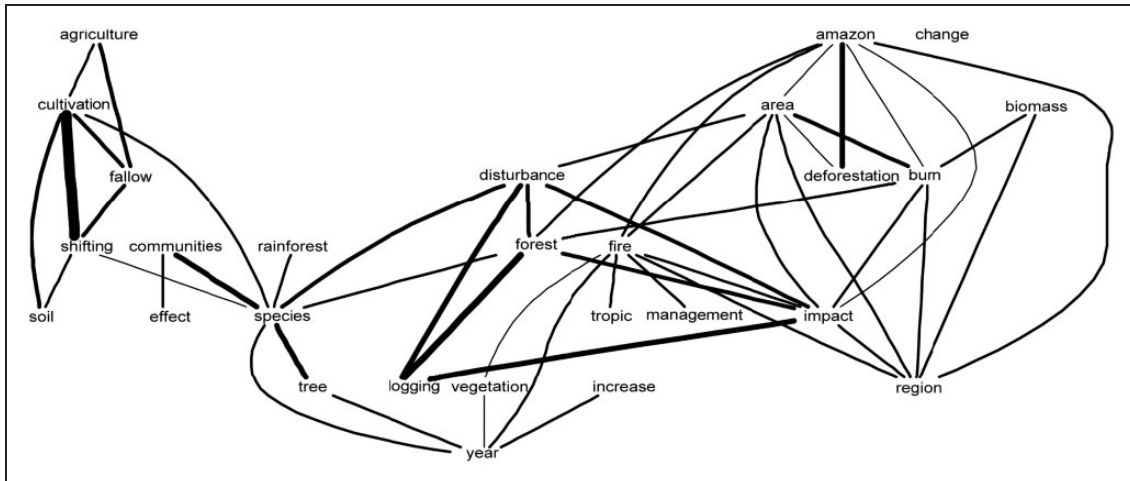 agriculture
amazon
change
cultivation
area
biomass
fallow
disturbance
deforestation
burn
shifting
communities
rainforest
forest
fire
soil
effect
species
tropic
management
impact
tree
logging
vegetation
increase
region
year